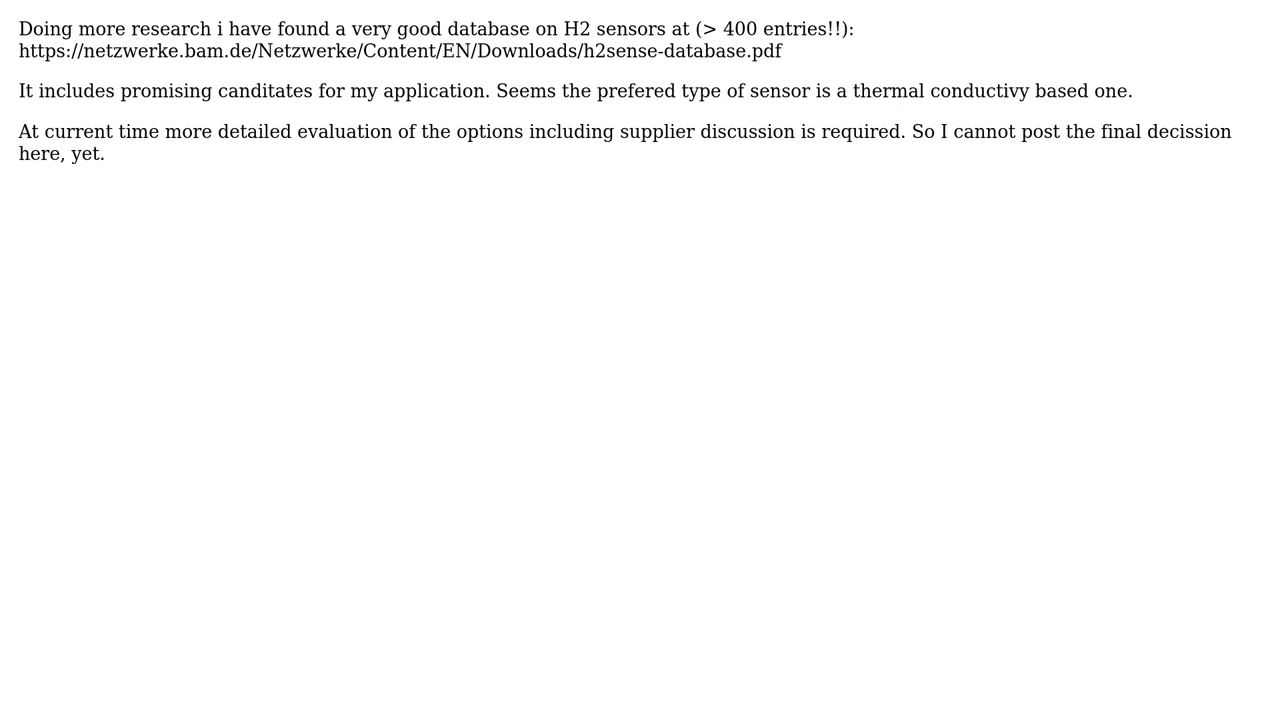 Doing more research i have found a very good database on H2 sensors at (> 400 entries!!):
https://netzwerke.bam.de/Netzwerke/Content/EN/Downloads/h2sense-database.pdf
It includes promising canditates for my application. Seems the prefered type of sensor is a thermal conductivy based one.
At current time more detailed evaluation of the options including supplier discussion is required. So I cannot post the final decission
here, yet.